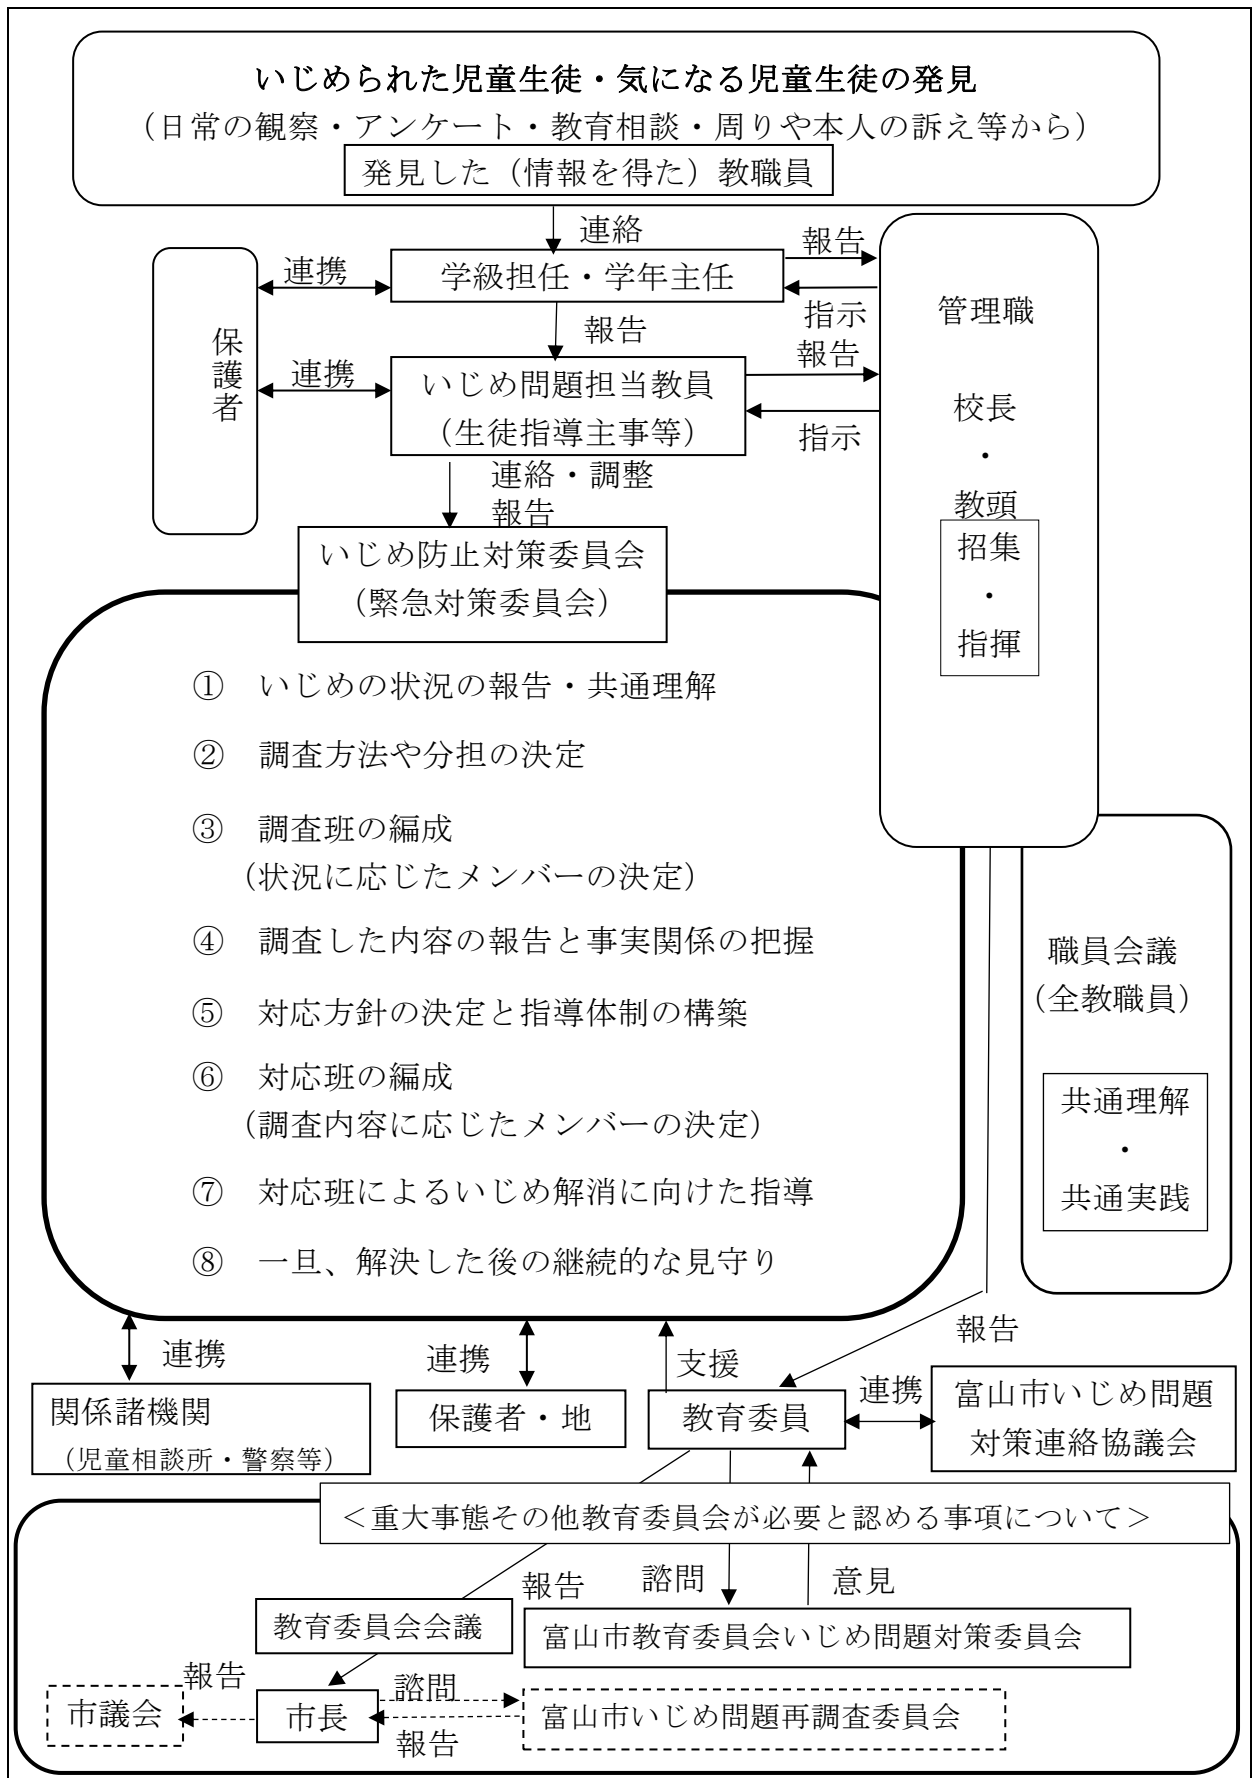 いじめられた児童生徒・気になる児童生徒の発見
（日常の観察・アンケート・教育相談・周りや本人の訴え等から）
発見した（情報を得た）教職員
連絡
報告
連携
学級担任・学年主任
指示
管理職
校長
・
教頭
招集
・
指揮
保護者
報告
報告
連携
いじめ問題担当教員
（生徒指導主事等）
指示
連絡・調整
報告
いじめ防止対策委員会
（緊急対策委員会）
①　いじめの状況の報告・共通理解
②　調査方法や分担の決定
③　調査班の編成
（状況に応じたメンバーの決定）
④　調査した内容の報告と事実関係の把握
⑤　対応方針の決定と指導体制の構築
⑥　対応班の編成
（調査内容に応じたメンバーの決定）
⑦　対応班によるいじめ解消に向けた指導
⑧　一旦、解決した後の継続的な見守り
職員会議
（全教職員）
共通理解
・
共通実践
連携
連携
支援
報告
関係諸機関
（児童相談所・警察等）
保護者・地
教育委員
連携
富山市いじめ問題
対策連絡協議会
＜重大事態その他教育委員会が必要と認める事項について＞
報告
諮問
意見
教育委員会会議
富山市教育委員会いじめ問題対策委員会
報告
諮問
市議会
市長
富山市いじめ問題再調査委員会
報告